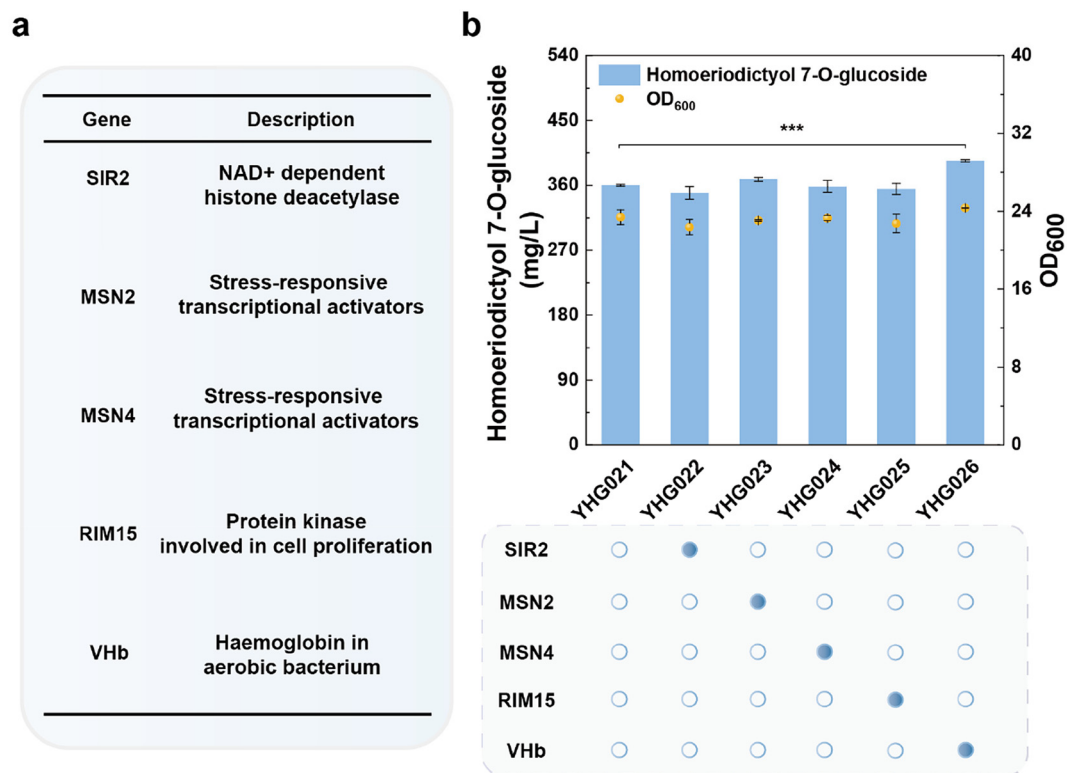 a
Gene Description
SIR2 NAD+ dependent
histone deacetylase
MSN2 Stress-responsive
transcriptional activators
MSN4 Stress-responsive
transcriptional activators
RIM15 Protein kinase
involved in cell proliferation
VHb Haemoglobin in
aerobic bacterium
b
Homoeriodictyol 7-O-glucoside
(mg/L)
540
450
360
270
180
90
0
Homoeriodictyol 7-O-glucoside
OD600
***
40
32
24
16
8
0
OD600
YHG021 YHG022 YHG023 YHG024 YHG025 YHG026
SIR2
MSN2
MSN4
RIM15
VHb